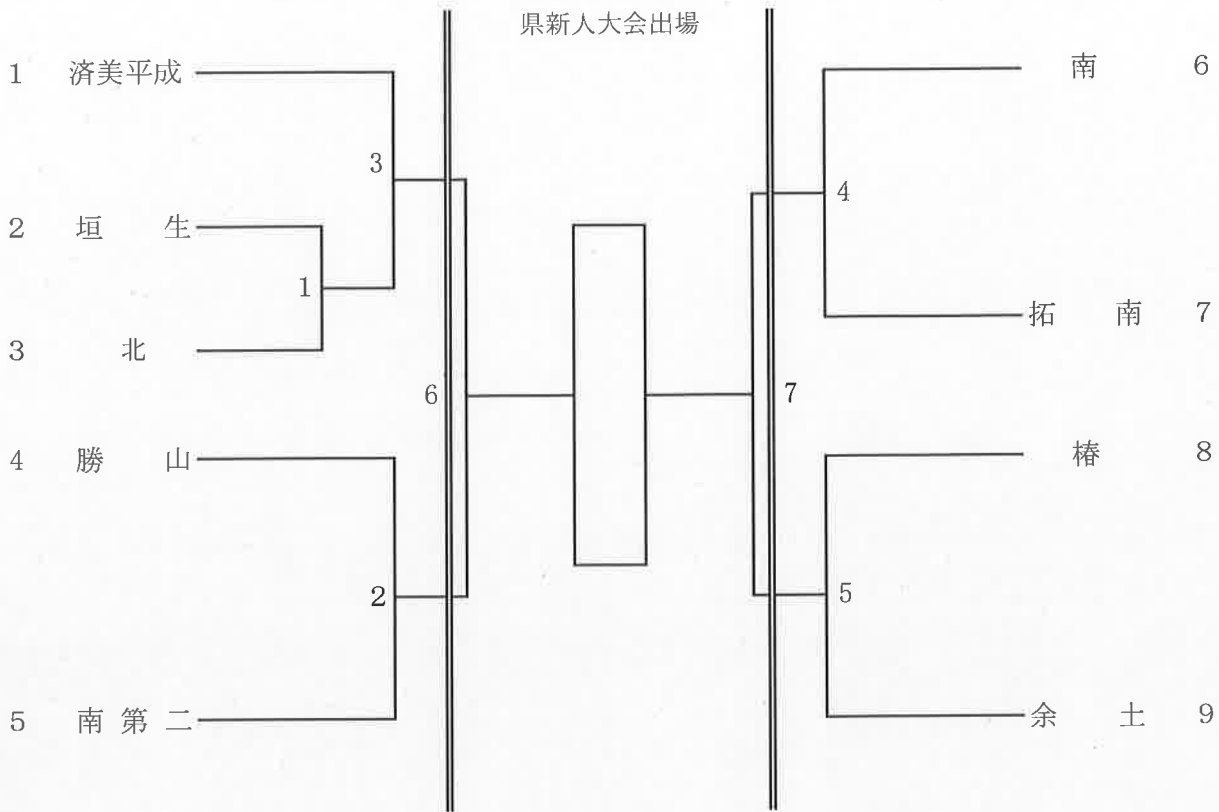 県新人大会出場
1 済美平成
3
2 垣 生
1
3 北
6
4 勝 山
2
5 南 第 二
南 6
4
拓 南 7
7
椿 8
5
余 土 9